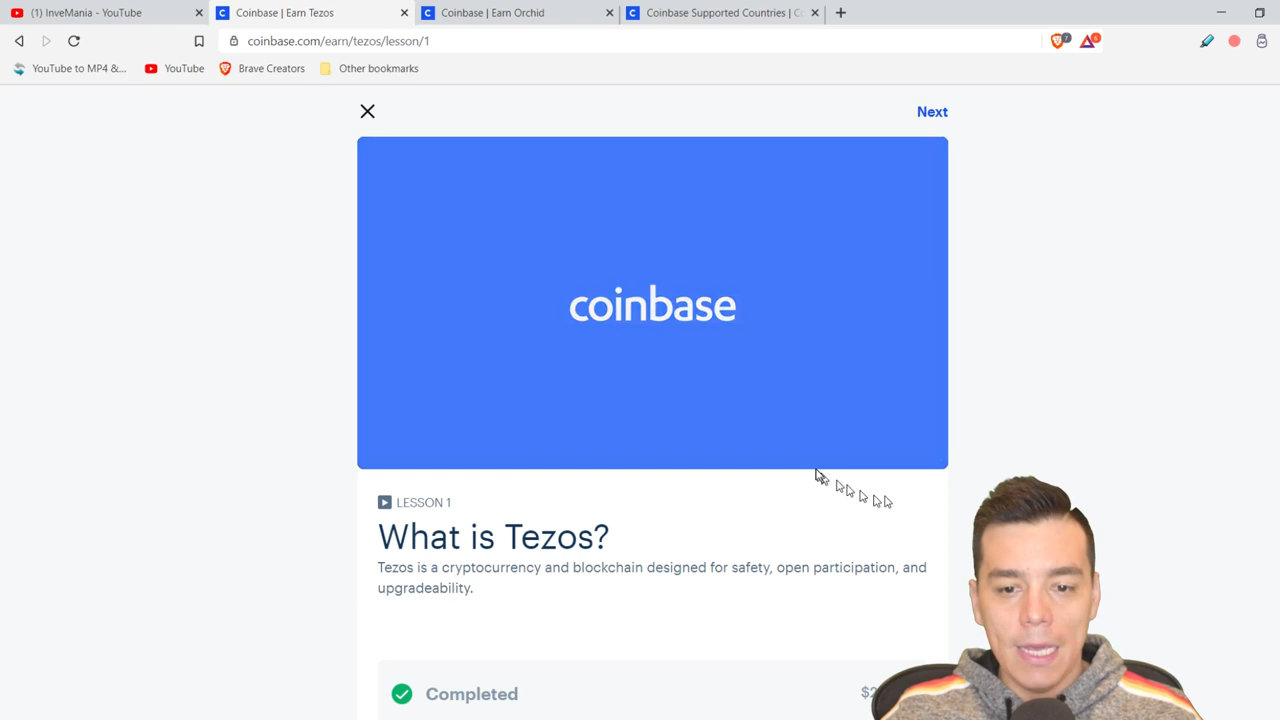 (1) InveMania - YouTube
Coinbase | Earn Tezos
Coinbase | Earn Orchid
Coinbase Supported Countries |
coinbase.com/earn/tezos/lesson/1
7
6
YouTube to MP4 &...
YouTube
Brave Creators
Other bookmarks
Next
coinbase
LESSON 1
What is Tezos?
Tezos is a cryptocurrency and blockchain designed for safety, open participation, and
upgradeability.
Completed